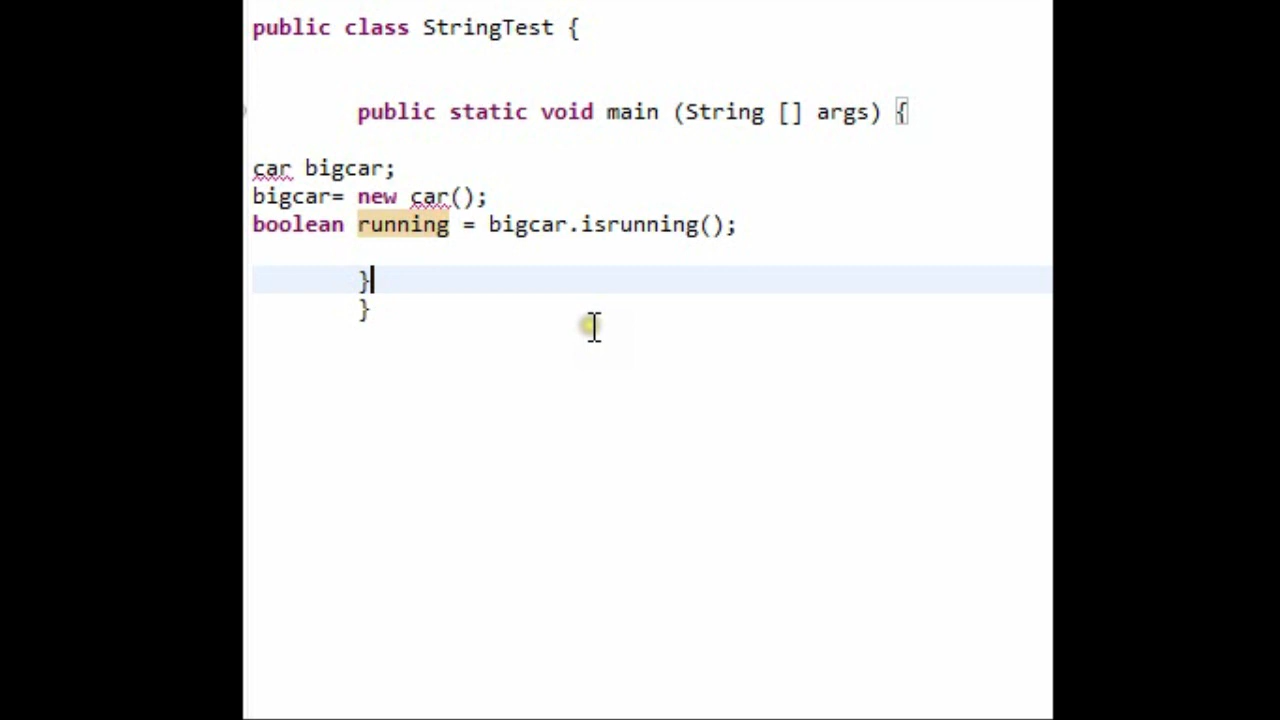 public class StringTest {
public static void main (String [] args) {
car bigcar;
bigcar= new car();
boolean running = bigcar.isrunning();
}
}